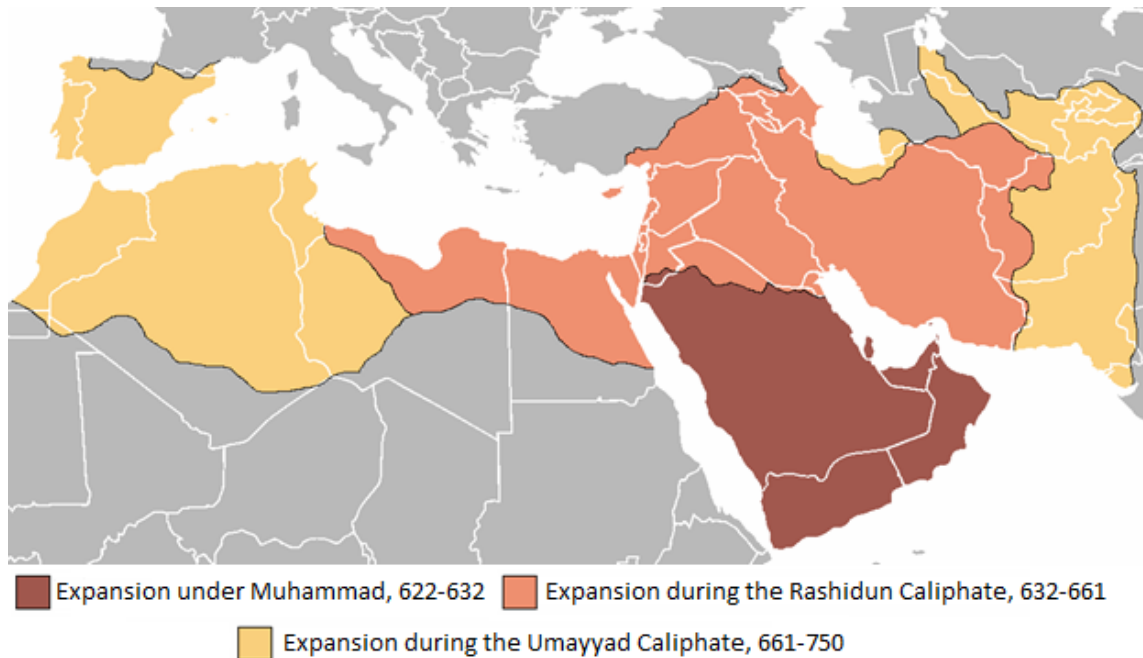 Expansion under Muhammad, 622-632
Expansion during the Rashidun Caliphate, 632-661
Expansion during the Umayyad Caliphate, 661-750